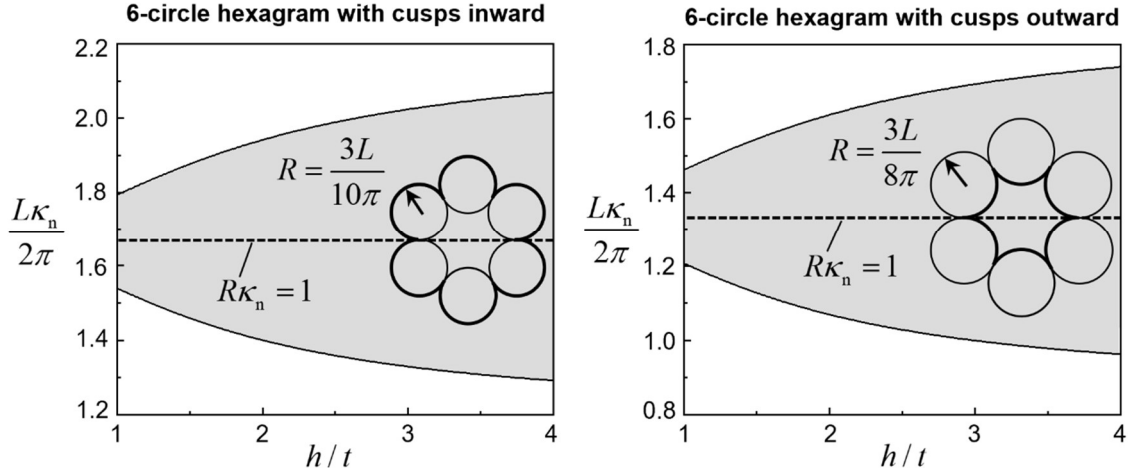 6-circle hexagram with cusps inward
2.2
2.0
1.8
1.6
1.4
1.2
Lκn/2π
R = 3L/10π
Rκn = 1
1 2 3 4
h/t
6-circle hexagram with cusps outward
1.8
1.6
1.4
1.2
1.0
0.8
Lκn/2π
R = 3L/8π
Rκn = 1
1 2 3 4
h/t